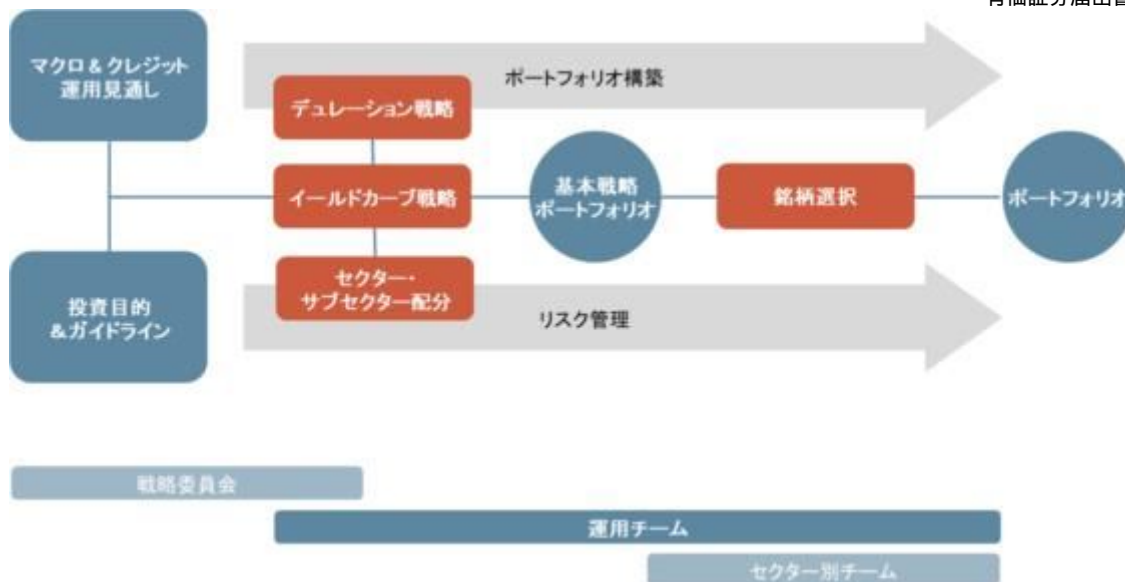 マクロ&クレジット
運用見通し
ポートフォリオ構築
デュレーション戦略
イールドカーブ戦略
基本戦略
ポートフォリオ
銘柄選択
ポートフォリオ
セクター・
サブセクター配分
投資目的
&ガイドライン
リスク管理
戦略委員会
運用チーム
セクター別チーム